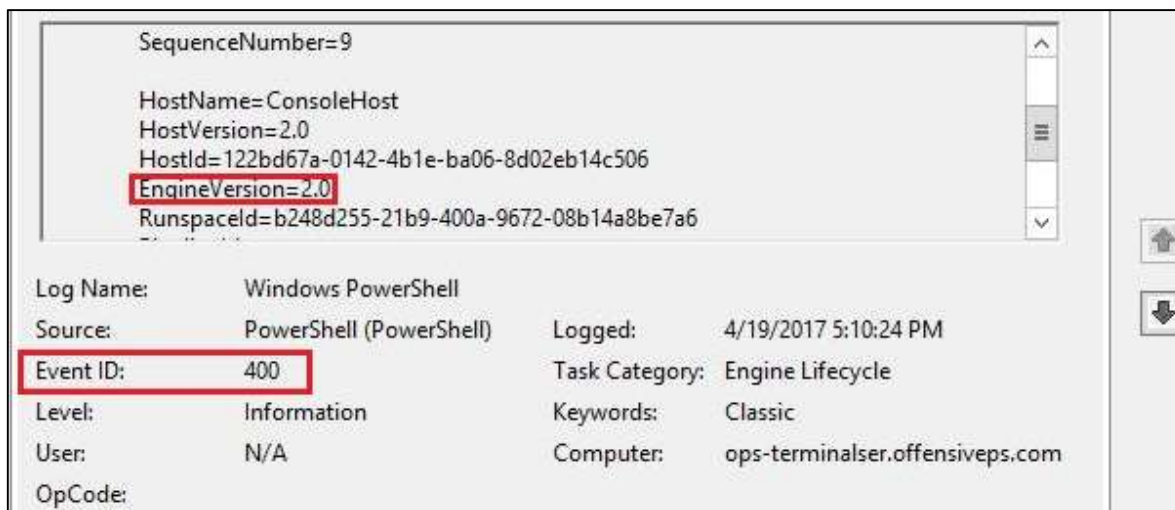 SequenceNumber=9
HostName=ConsoleHost
HostVersion=2.0
HostId=122bd67a-0142-4b1e-ba06-8d02eb14c506
EngineVersion=2.0
RunspaceId=b248d255-21b9-400a-9672-08b14a8be7a6
Log Name: Windows PowerShell
Source: PowerShell (PowerShell) Logged: 4/19/2017 5:10:24 PM
Event ID: 400 Task Category: Engine Lifecycle
Level: Information Keywords: Classic
User: N/A Computer: ops-terminalser.offensiveps.com
OpCode: